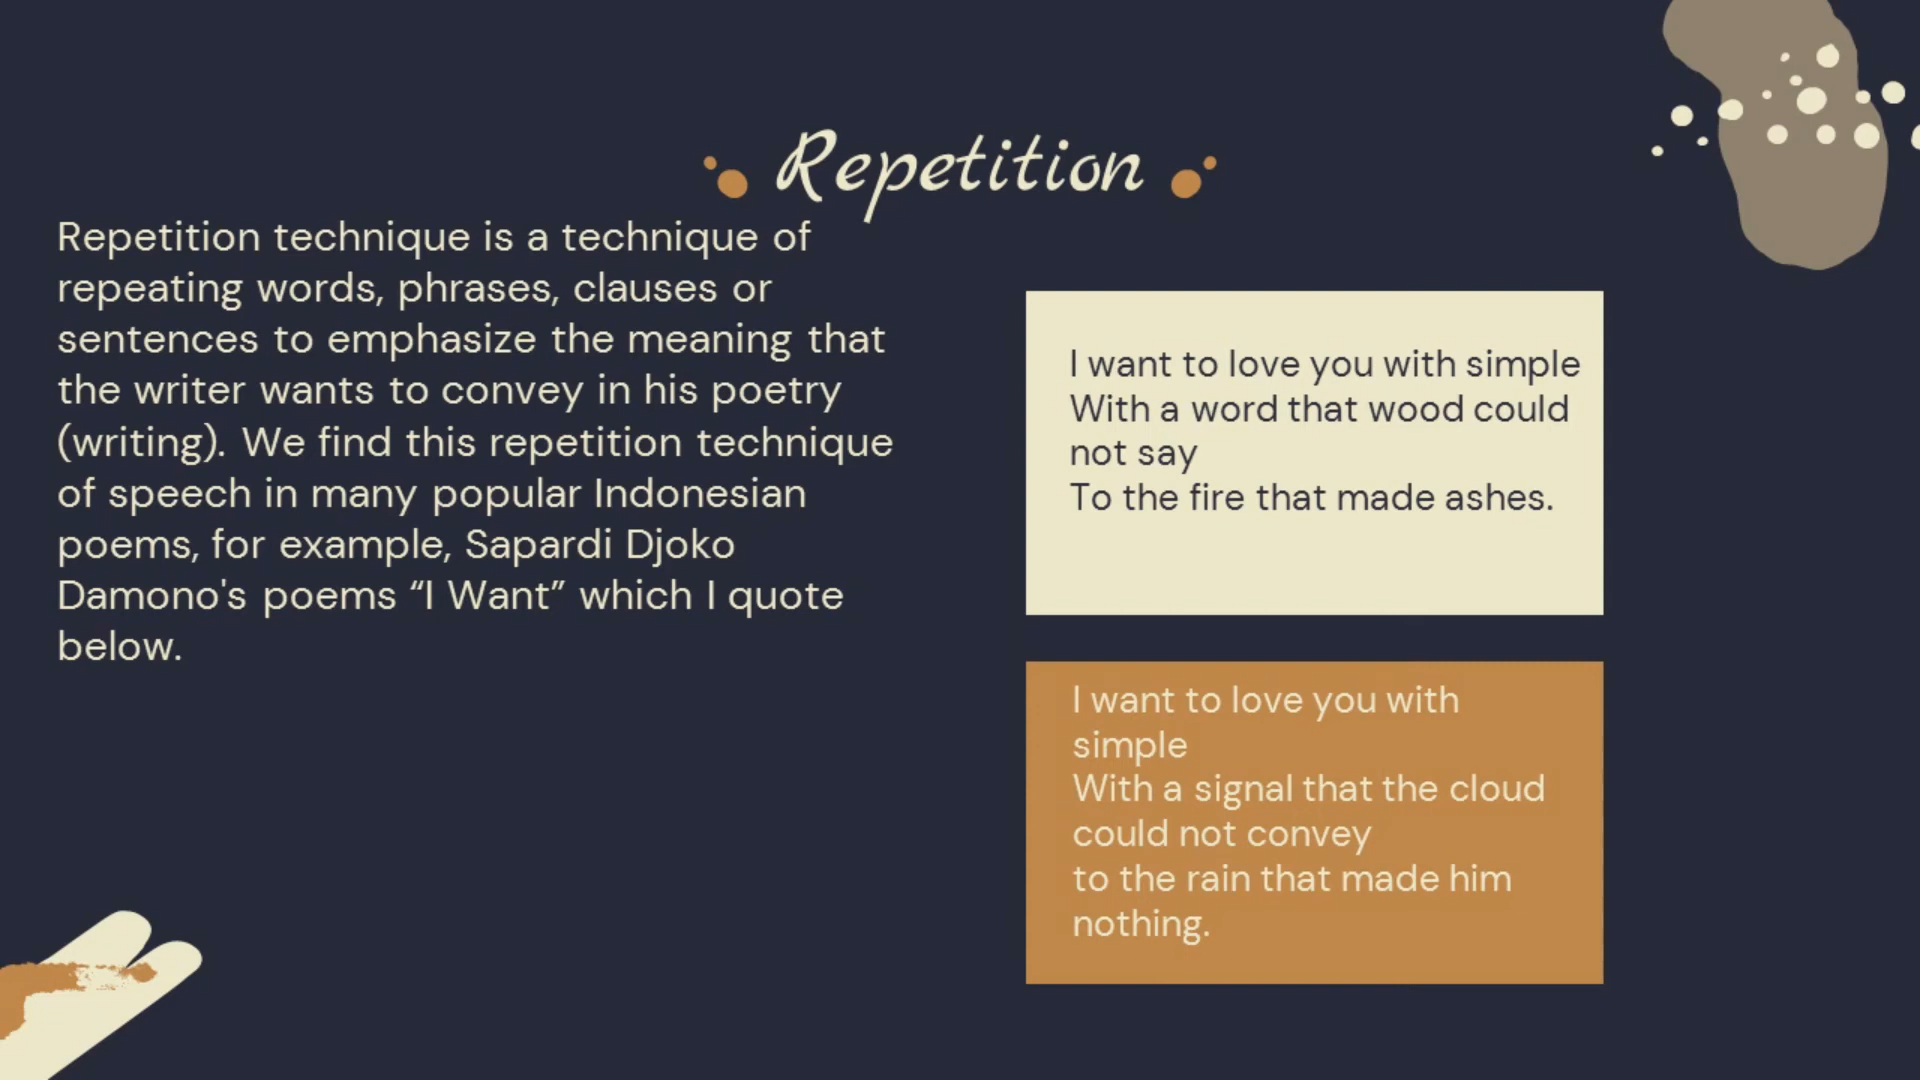 Repetition
Repetition technique is a technique of
repeating words, phrases, clauses or
sentences to emphasize the meaning that
the writer wants to convey in his poetry
(writing). We find this repetition technique
of speech in many popular Indonesian
poems, for example, Sapardi Djoko
Damono's poems “I Want” which I quote
below.
I want to love you with simple
With a word that wood could
not say
To the fire that made ashes.
I want to love you with
simple
With a signal that the cloud
could not convey
to the rain that made him
nothing.